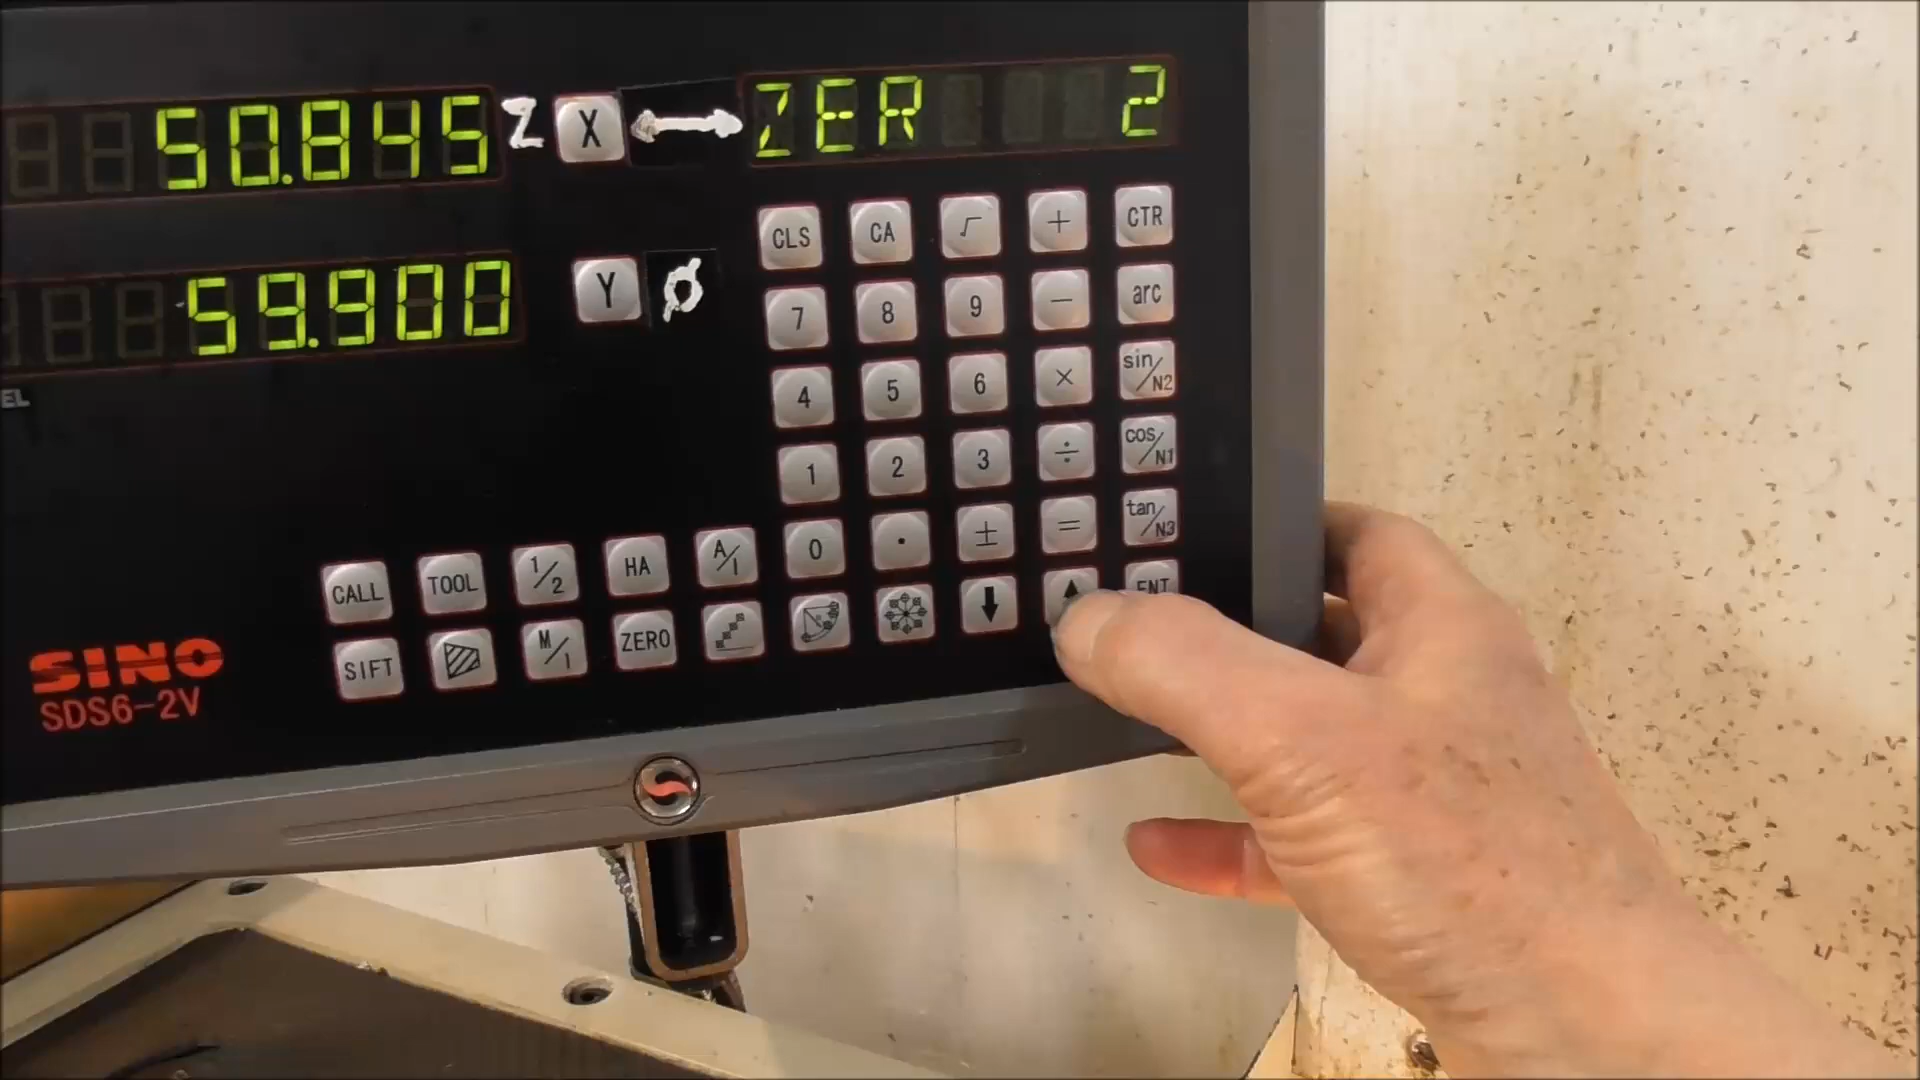 50.845 Z X ZER 2
59.900 Y Ø
EL
CLS CA √ + CTR
7 8 9 - arc
4 5 6 × sin/N2
1 2 3 ÷ cos/N1
CALL TOOL 1/2 HA A/I 0 . ± = tan/N3
SIFT M/I ZERO ↓ ↑ ENT
SINO
SDS6-2V